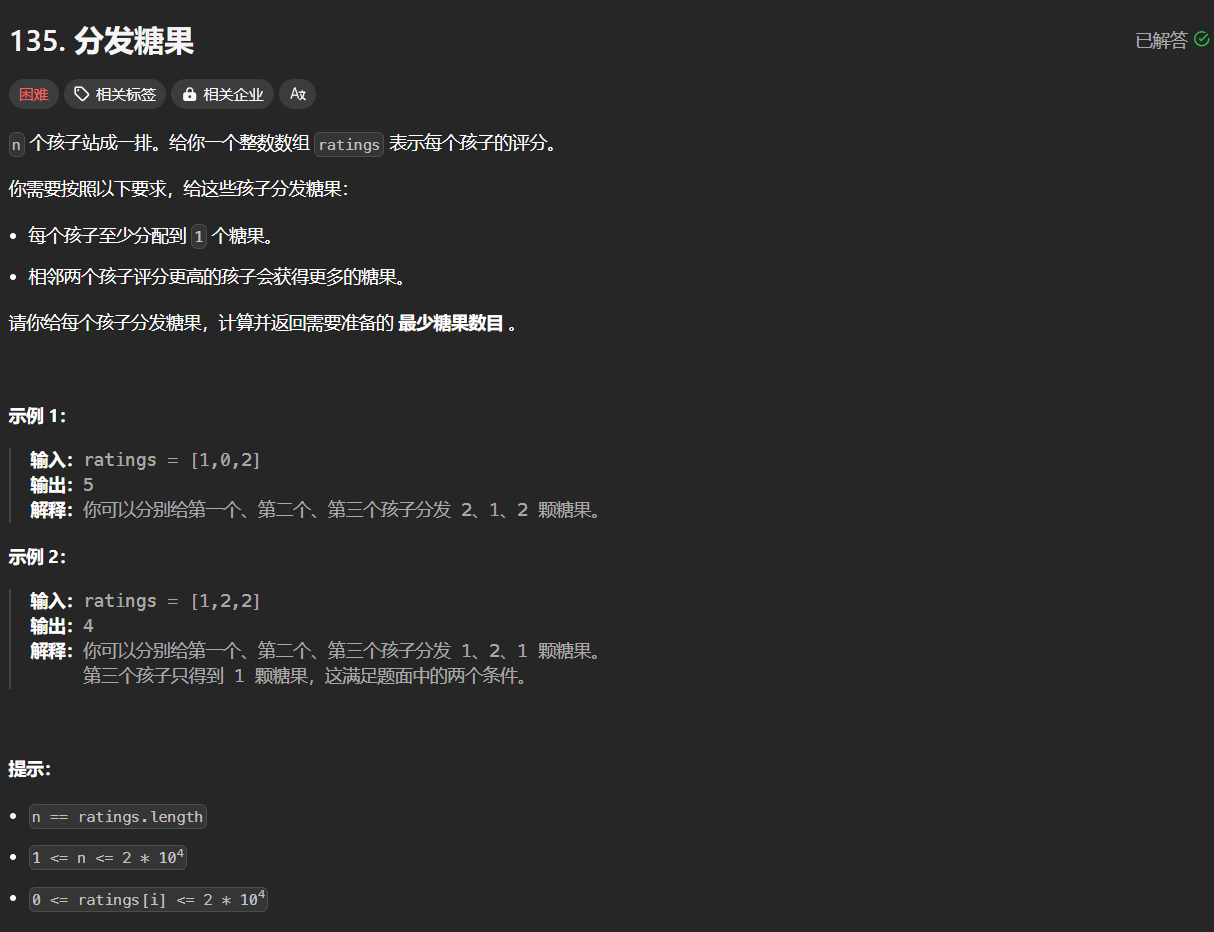 135. 分发糖果
已解答
困难
相关标签
相关企业
n 个孩子站成一排。给你一个整数数组 ratings 表示每个孩子的评分。
你需要按照以下要求，给这些孩子分发糖果：
• 每个孩子至少分配到 1 个糖果。
• 相邻两个孩子评分更高的孩子会获得更多的糖果。
请你给每个孩子分发糖果，计算并返回需要准备的 最少糖果数目 。
示例 1：
输入：ratings = [1,0,2]
输出：5
解释：你可以分别给第一个、第二个、第三个孩子分发 2、1、2 颗糖果。
示例 2：
输入：ratings = [1,2,2]
输出：4
解释：你可以分别给第一个、第二个、第三个孩子分发 1、2、1 颗糖果。
第三个孩子只得到 1 颗糖果，这满足题面中的两个条件。
提示：
• n == ratings.length
• 1 <= n <= 2 * 10⁴
• 0 <= ratings[i] <= 2 * 10⁴